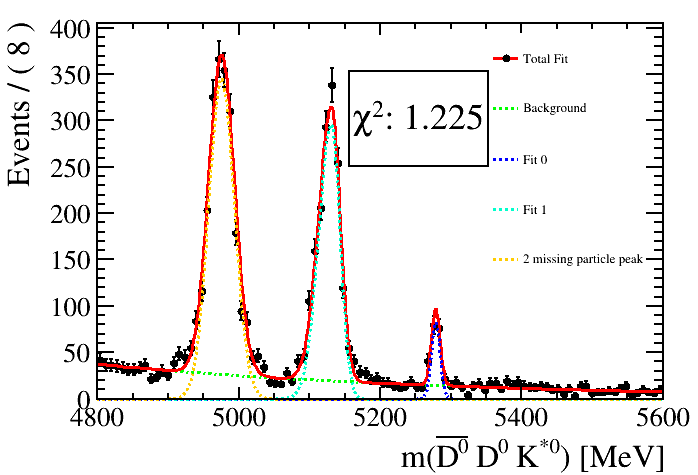 Events / ( 8 )
400
350
300
250
200
150
100
50
0
4800
5000
5200
5400
5600
m(D̅⁰ D⁰ K*⁰) [MeV]
χ²: 1.225
Total Fit
Background
Fit 0
Fit 1
2 missing particle peak